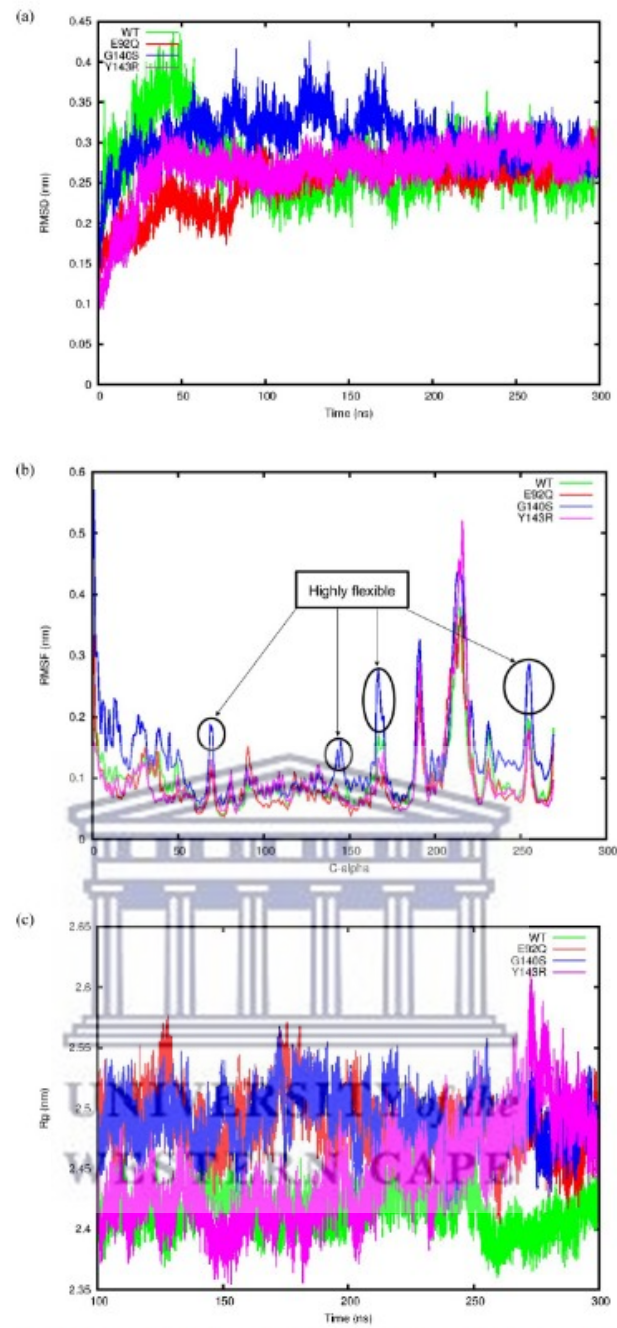 (a)
WT
E92Q
G140S
Y143R
0.45
0.4
0.35
0.3
0.25
0.2
0.15
0.1
0.05
0
RMSD (nm)
0 50 100 150 200 250 300
Time (ns)
(b)
WT
E92Q
G140S
Y143R
Highly flexible
0.6
0.5
0.4
0.3
0.2
0.1
0
RMSF (nm)
0 50 100 150 200 250 300
C-alpha
(c)
WT
E92Q
G140S
Y143R
2.65
2.6
2.55
2.5
2.45
2.4
2.35
Rg (nm)
100 150 200 250 300
Time (ns)
UNIVERSITY of the
WESTERN CAPE